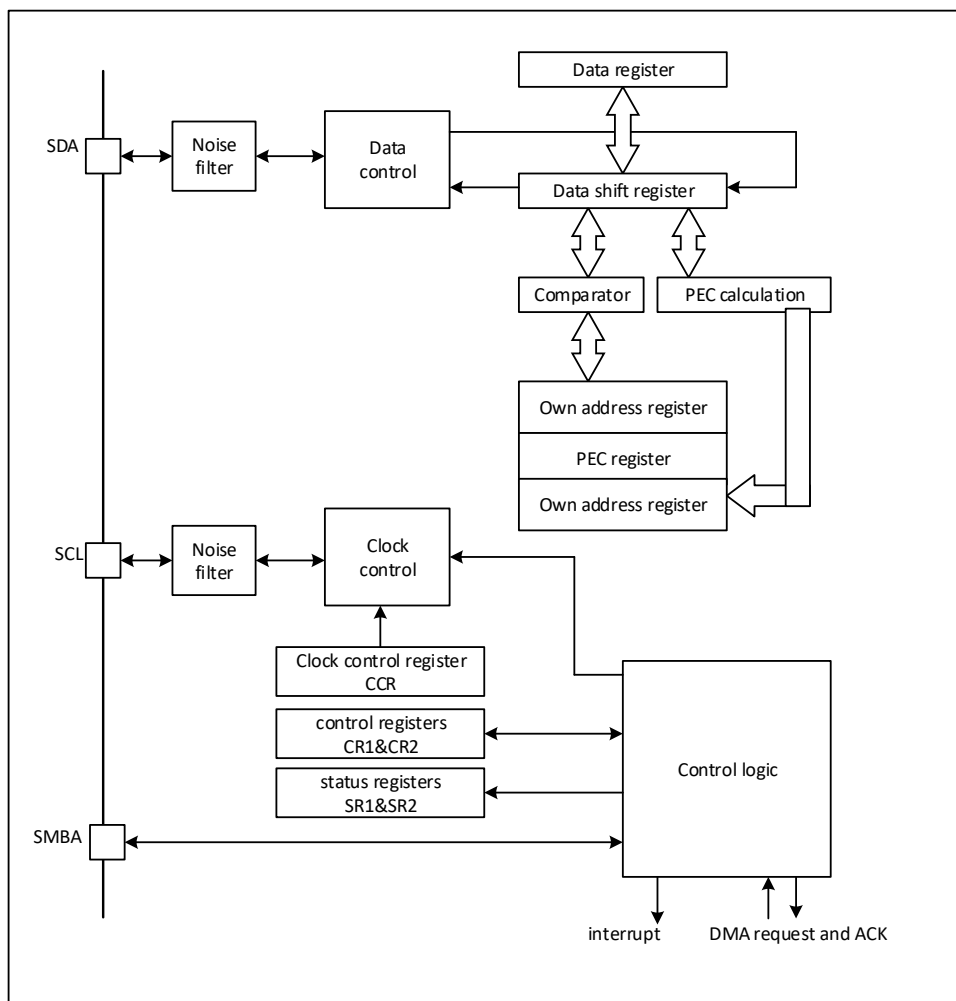 Data register
SDA
Noise
filter
Data
control
Data shift register
Comparator
PEC calculation
Own address register
PEC register
Own address register
SCL
Noise
filter
Clock
control
Clock control register
CCR
control registers
CR1&CR2
status registers
SR1&SR2
Control logic
SMBA
interrupt
DMA request and ACK